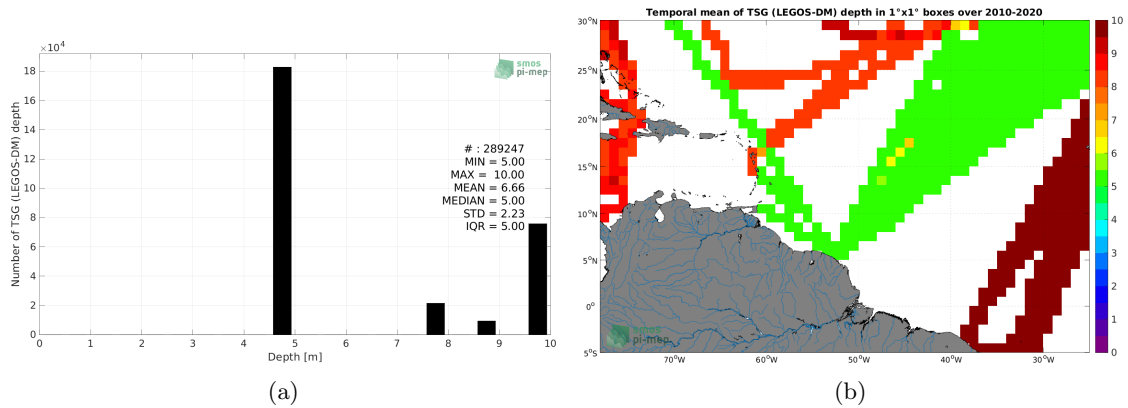 ×10⁴
18
16
14
12
10
8
6
4
2
0
Number of TSG (LEGOS-DM) depth
smos
pi-mep
# : 289247
MIN = 5.00
MAX = 10.00
MEAN = 6.66
MEDIAN = 5.00
STD = 2.23
IQR = 5.00
0 1 2 3 4 5 6 7 8 9 10
Depth [m]
(a)
Temporal mean of TSG (LEGOS-DM) depth in 1°x1° boxes over 2010-2020
30°N
25°N
20°N
15°N
10°N
5°N
0°
5°S
smos
pi-mep
70°W 60°W 50°W 40°W 30°W
10
9
8
7
6
5
4
3
2
1
0
(b)